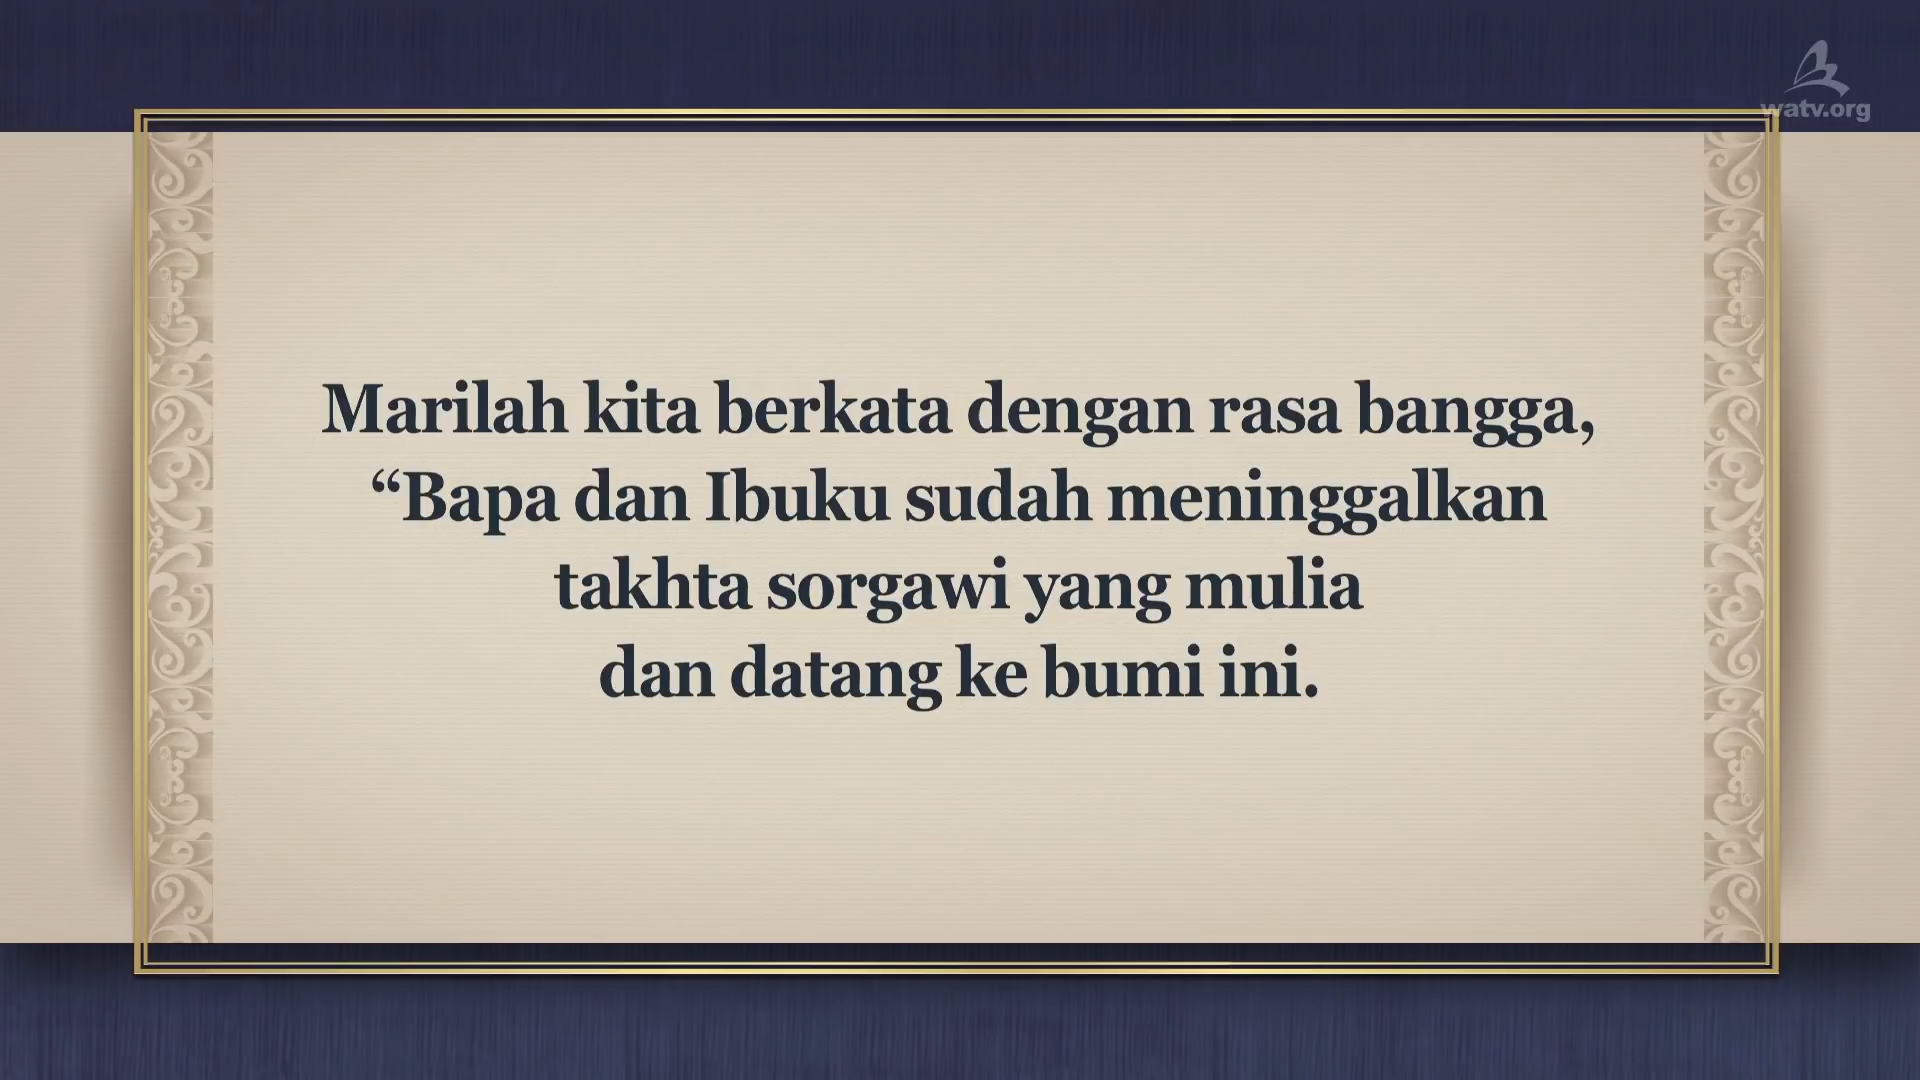 watv.org
Marilah kita berkata dengan rasa bangga,
“Bapa dan Ibuku sudah meninggalkan
takhta sorgawi yang mulia
dan datang ke bumi ini.